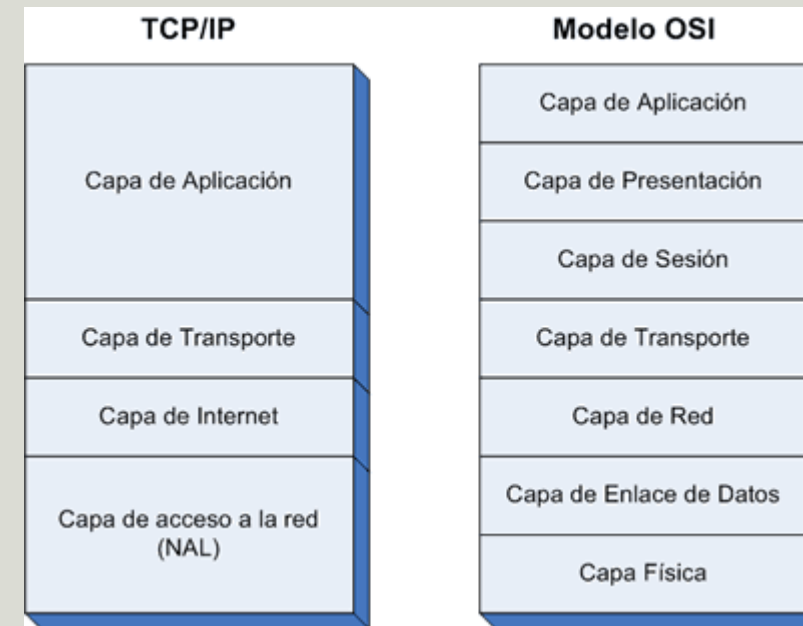 TCP/IP
Capa de Aplicación
Capa de Transporte
Capa de Internet
Capa de acceso a la red
(NAL)
Modelo OSI
Capa de Aplicación
Capa de Presentación
Capa de Sesión
Capa de Transporte
Capa de Red
Capa de Enlace de Datos
Capa Física